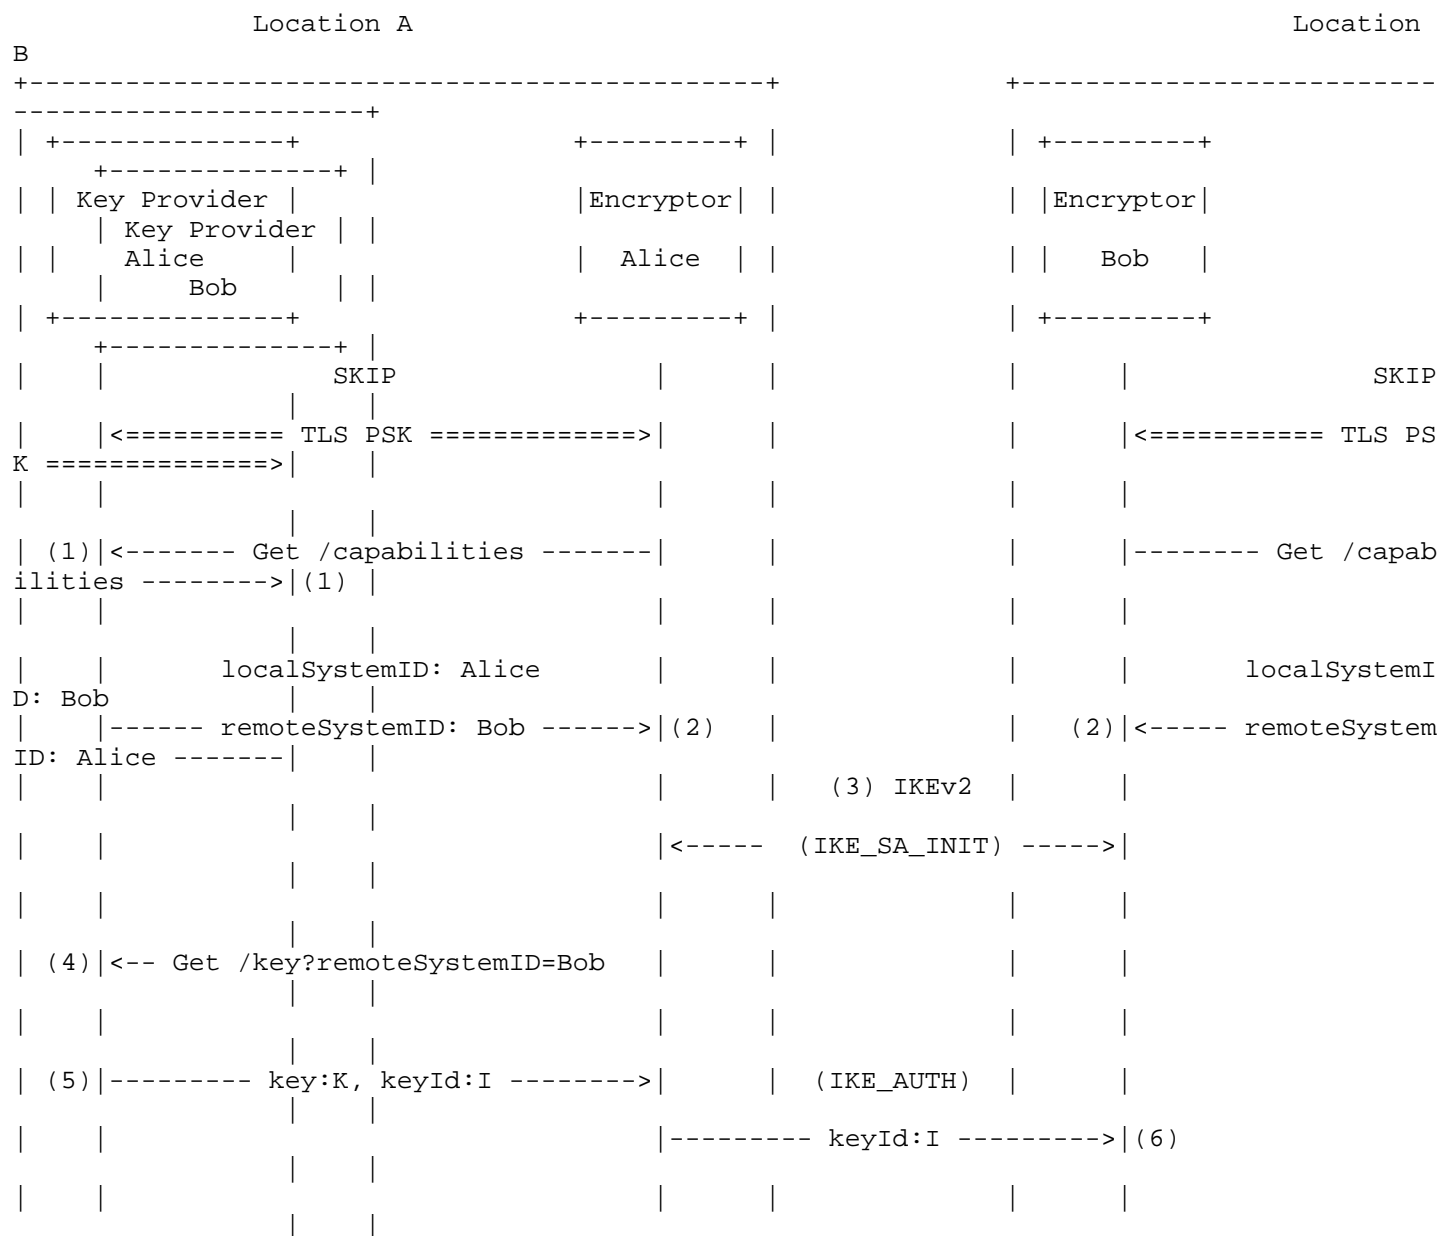 Location A                                                       Location
B
+----------------------------------------------+              +--------------------------
----------------------+
| +--------------+                 +---------+ |              | +---------+
     +--------------+ |
| | Key Provider |                 |Encryptor| |              | |Encryptor|
     | Key Provider | |
| |    Alice     |                 |  Alice  | |              | |   Bob   |
     |     Bob      | |
| +--------------+                 +---------+ |              | +---------+
     +--------------+ |
|    |              SKIP                |      |              |      |               SKIP
                 |    |
|    |<========== TLS PSK =============>|      |              |      |<=========== TLS PS
K ==============>|    |
|    |                                  |      |              |      |
                 |    |
| (1)|<------- Get /capabilities -------|      |              |      |-------- Get /capab
ilities -------->|(1) |
|    |                                  |      |              |      |
                 |    |
|    |       localSystemID: Alice       |      |              |      |       localSystemI
D: Bob           |    |
|    |------ remoteSystemID: Bob ------>|(2)   |              |   (2)|<----- remoteSystem
ID: Alice -------|    |
|    |                                  |      |   (3) IKEv2  |      |
                 |    |
|    |                                  |<-----  (IKE_SA_INIT) ----->|
                 |    |
|    |                                  |      |              |      |
                 |    |
| (4)|<-- Get /key?remoteSystemID=Bob   |      |              |      |
                 |    |
|    |                                  |      |              |      |
                 |    |
| (5)|--------- key:K, keyId:I -------->|      |  (IKE_AUTH)  |      |
                 |    |
|    |                                  |--------- keyId:I --------->|(6)
                 |    |
|    |                                  |      |              |      |
                 |    |